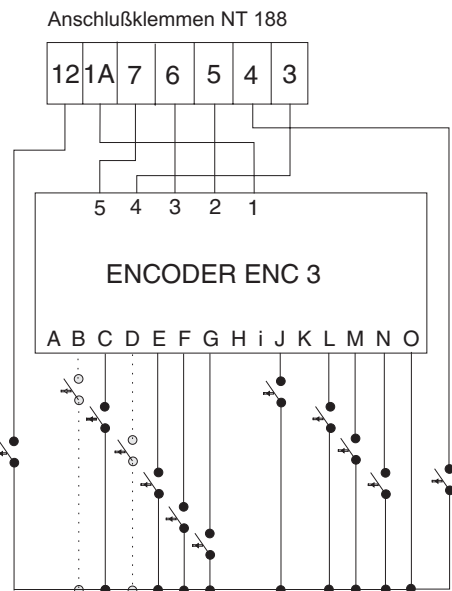 Anschlußklemmen NT 188
12 1A 7 6 5 4 3
5 4 3 2 1
ENCODER ENC 3
A B C D E F G H i J K L M N O